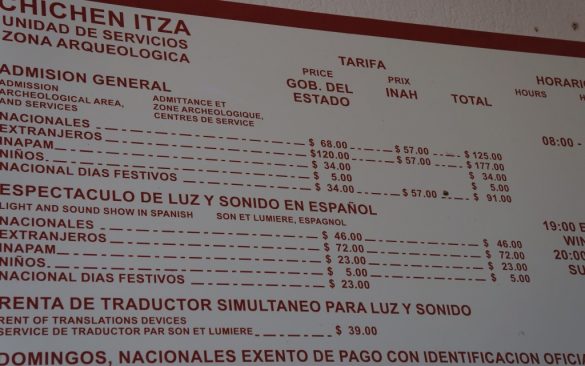 CHICHEN ITZA
UNIDAD DE SERVICIOS
ZONA ARQUEOLOGICA
TARIFA
HORARIO
PRICE PRIX
HOURS
GOB. DEL ESTADO INAH TOTAL
ADMISION GENERAL
ADMISSION ADMITTANCE ET
ARCHEOLOGICAL AREA, ZONE ARCHEOLOGIQUE,
AND SERVICES CENTRES DE SERVICE
NACIONALES $ 68.00 $ 57.00 $ 125.00 08:00 -
EXTRANJEROS $120.00 $ 57.00 $ 177.00
INAPAM $ 34.00 $ 34.00
NIÑOS $ 5.00 $ 5.00
NACIONAL DIAS FESTIVOS $ 34.00 $ 57.00 $ 91.00
ESPECTACULO DE LUZ Y SONIDO EN ESPAÑOL
LIGHT AND SOUND SHOW IN SPANISH SON ET LUMIERE, ESPAGNOL
NACIONALES $ 46.00 $ 46.00 19:00
EXTRANJEROS $ 72.00 $ 72.00 WIN
INAPAM $ 23.00 $ 23.00 20:00
NIÑOS $ 5.00 $ 5.00 SU
NACIONAL DIAS FESTIVOS $ 23.00 $ 23.00
RENTA DE TRADUCTOR SIMULTANEO PARA LUZ Y SONIDO
RENT OF TRANSLATIONS DEVICES
SERVICE DE TRADUCTOR PAR SON ET LUMIERE $ 39.00
DOMINGOS, NACIONALES EXENTO DE PAGO CON IDENTIFICACION OFICIA